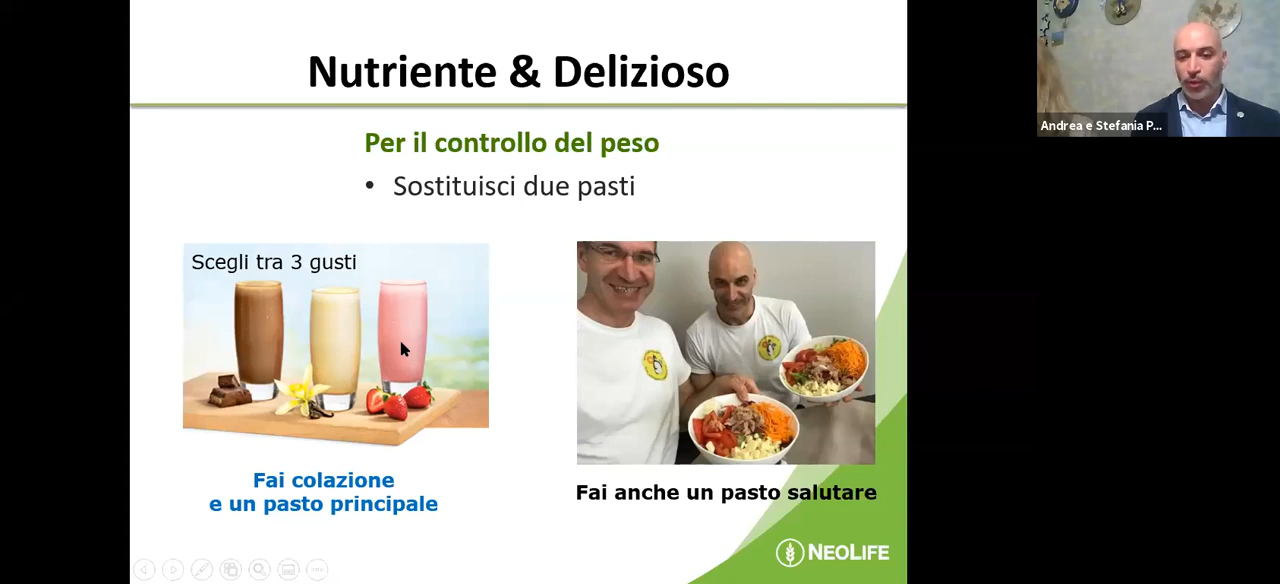 Nutriente & Delizioso
Per il controllo del peso
• Sostituisci due pasti
Scegli tra 3 gusti
Fai colazione
e un pasto principale
Fai anche un pasto salutare
NEOLIFE
Andrea e Stefania P...